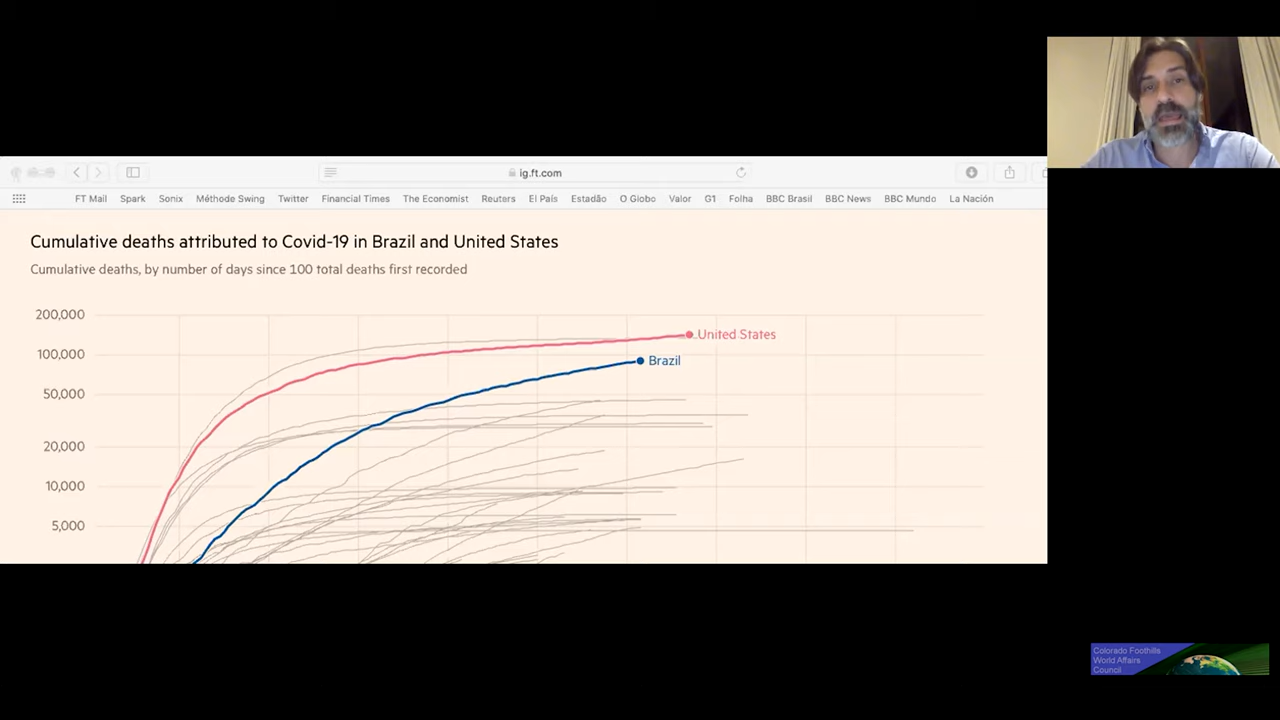 ig.ft.com
FT Mail Spark Sonix Méthode Swing Twitter Financial Times The Economist Reuters El País Estadão O Globo Valor G1 Folha BBC Brasil BBC News BBC Mundo La Nación
Cumulative deaths attributed to Covid-19 in Brazil and United States
Cumulative deaths, by number of days since 100 total deaths first recorded
200,000
United States
100,000
Brazil
50,000
20,000
10,000
5,000
Colorado Foothills
World Affairs
Council